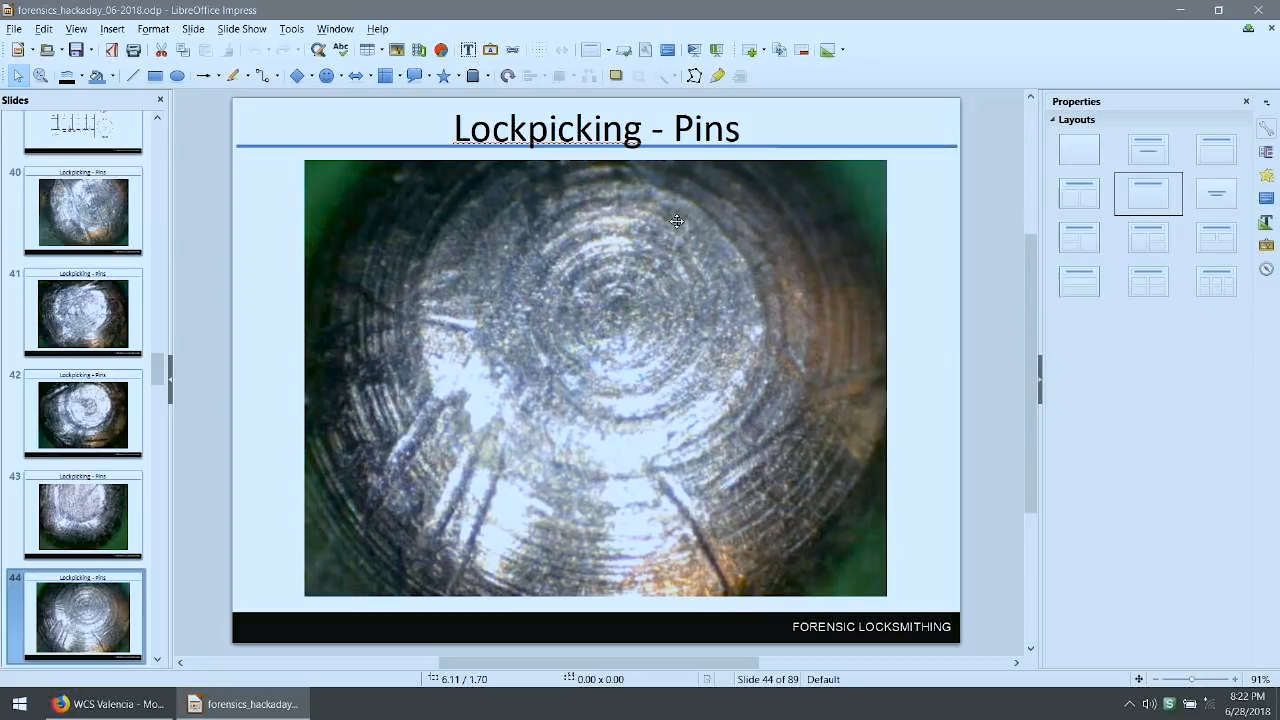 forensics_hackaday_06-2018.odp - LibreOffice Impress
File Edit View Insert Format Slide Slide Show Tools Window Help
Slides
Properties
Layouts
40
Lockpicking - Pins
41
Lockpicking - Pins
42
Lockpicking - Pins
43
Lockpicking - Pins
44
Lockpicking - Pins
Lockpicking - Pins
FORENSIC LOCKSMITHING
6.11 / 1.70
0.00 x 0.00
Slide 44 of 89
Default
91%
WCS Valencia - Mo...
forensics_hackaday...
8:22 PM
6/28/2018